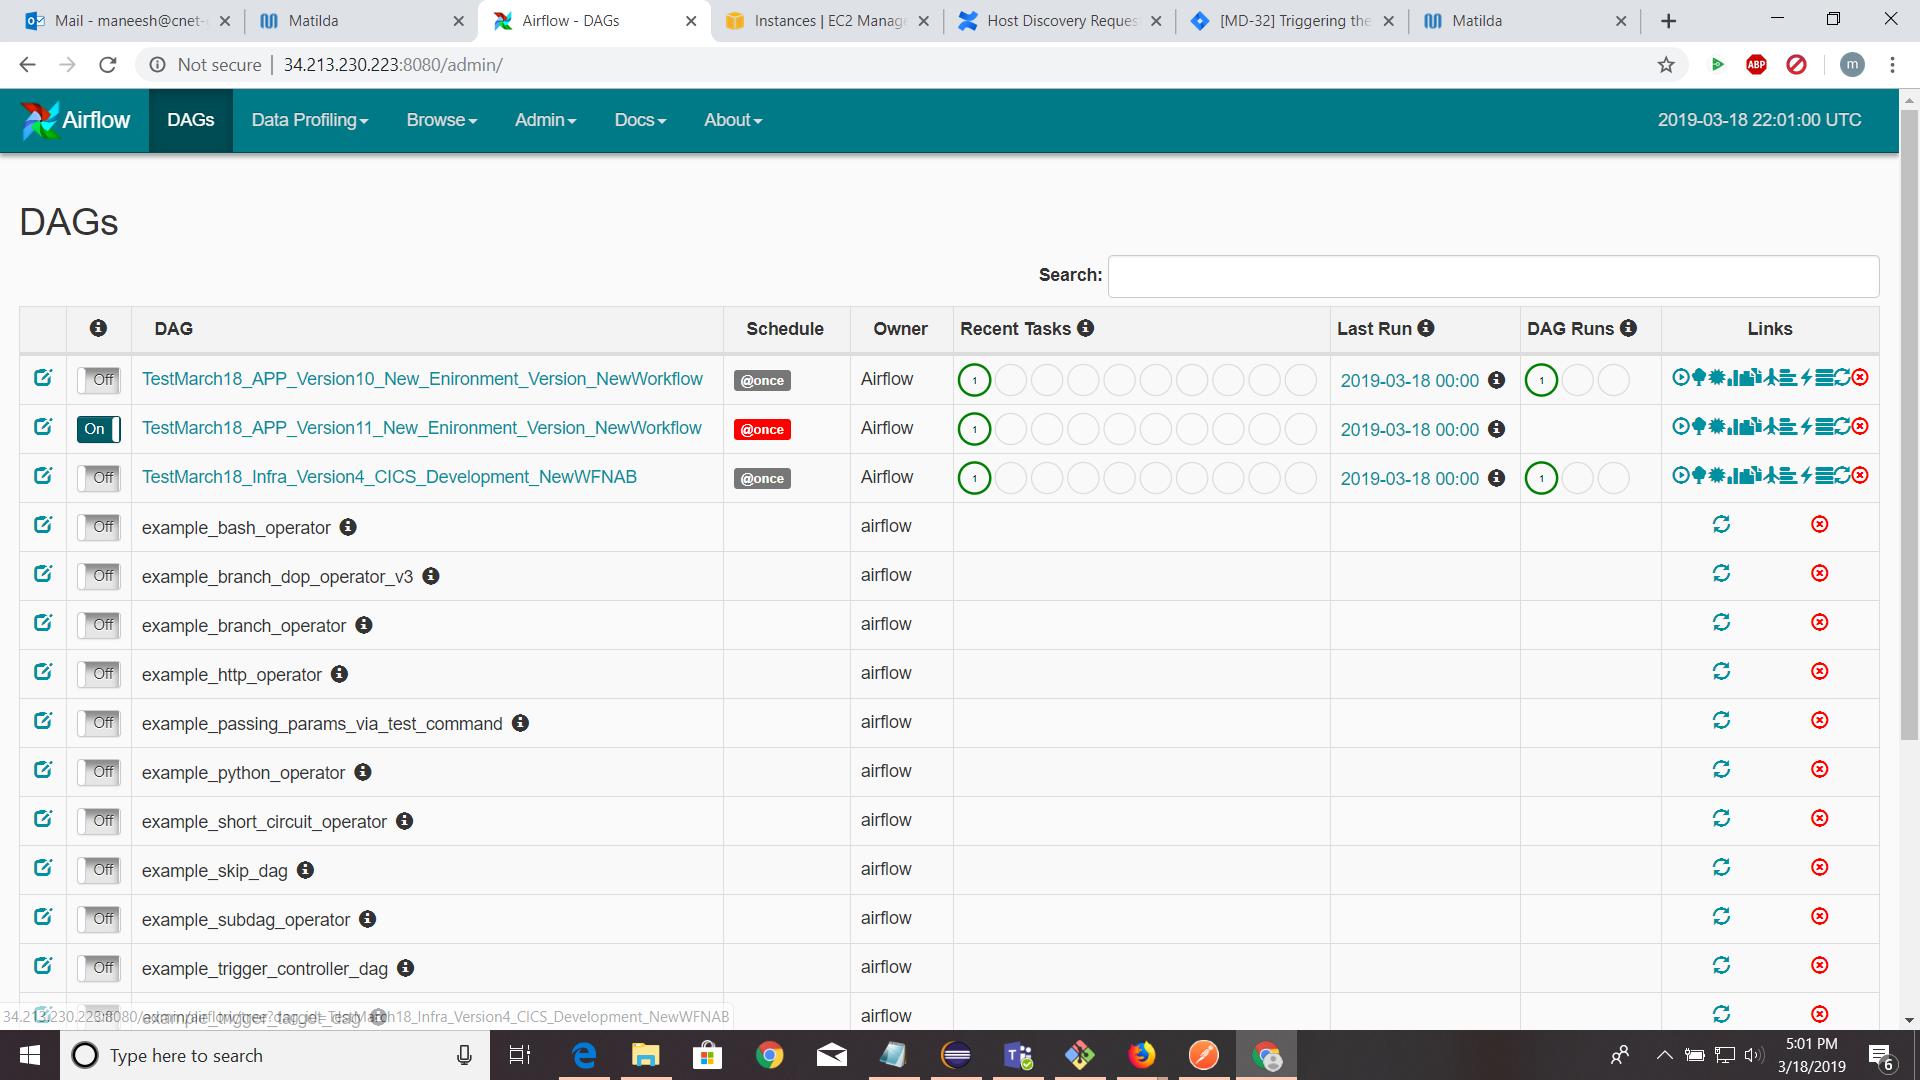 Mail - maneesh@cnet- Matilda Airflow - DAGs Instances | EC2 Manage Host Discovery Reques [MD-32] Triggering the Matilda
Not secure | 34.213.230.223:8080/admin/ ABP m
Airflow DAGs Data Profiling Browse Admin Docs About 2019-03-18 22:01:00 UTC
DAGs
Search:
DAG Schedule Owner Recent Tasks Last Run DAG Runs Links
Off TestMarch18_APP_Version10_New_Enironment_Version_NewWorkflow @once Airflow 1 2019-03-18 00:00 1
On TestMarch18_APP_Version11_New_Enironment_Version_NewWorkflow @once Airflow 1 2019-03-18 00:00
Off TestMarch18_Infra_Version4_CICS_Development_NewWFNAB @once Airflow 1 2019-03-18 00:00 1
Off example_bash_operator airflow
Off example_branch_dop_operator_v3 airflow
Off example_branch_operator airflow
Off example_http_operator airflow
Off example_passing_params_via_test_command airflow
Off example_python_operator airflow
Off example_short_circuit_operator airflow
Off example_skip_dag airflow
Off example_subdag_operator airflow
Off example_trigger_controller_dag airflow
Off example_trigger_target_dag airflow
34.213.230.223:8080/admin/airflow/tree?dag_id=TestMarch18_Infra_Version4_CICS_Development_NewWFNAB
Type here to search
5:01 PM
3/18/2019
6